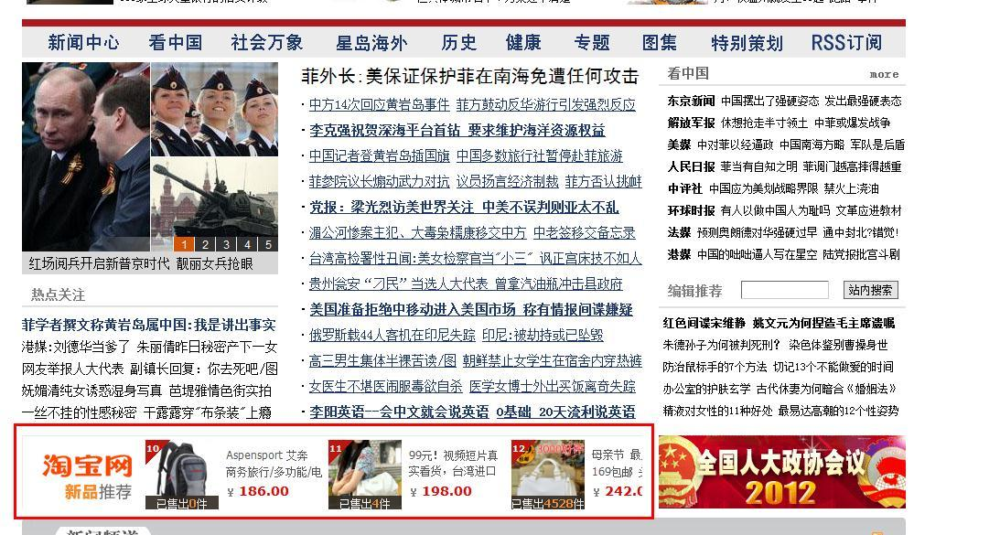 新闻中心 看中国 社会万象 星岛海外 历史 健康 专题 图集 特别策划 RSS订阅
1 2 3 4 5
红场阅兵开启新普京时代 靓丽女兵抢眼
热点关注
菲学者撰文称黄岩岛属中国:我是讲出事实
港媒:刘德华当爹了 朱丽倩昨日秘密产下一女
网友举报人大代表 副镇长回复：你去死吧/图
妩媚清纯女诱惑湿身写真 芭堤雅情色街实拍
一丝不挂的性感秘密 干露露穿"布条装"上瘾
菲外长:美保证保护菲在南海免遭任何攻击
·中方14次回应黄岩岛事件 菲方鼓动反华游行引发强烈反应
·李克强祝贺深海平台首钻 要求维护海洋资源权益
·中国记者登黄岩岛插国旗 中国多数旅行社暂停赴菲旅游
·菲参院议长煽动武力对抗 议员扬言经济制裁 菲方否认挑衅
·党报：梁光烈访美世界关注 中美不误判则亚太不乱
·湄公河惨案主犯、大毒枭糯康移交中方 中老签移交备忘录
·台湾高检署性丑闻:美女检察官当"小三" 讽正宫床技不如人
·贵州瓮安“刁民”当选人大代表 曾拿汽油瓶冲击县政府
·美国准备拒绝中移动进入美国市场 称有情报间谍嫌疑
·俄罗斯载44人客机在印尼失踪 印尼:被劫持或已坠毁
·高三男生集体半裸苦读/图 朝鲜禁止女学生在宿舍内穿热裤
·女医生不堪医闹服毒欲自杀 医学女博士外出买饭离奇失踪
·李阳英语--会中文就会说英语 0基础 20天流利说英语
看中国 more
东京新闻 中国摆出了强硬姿态 发出最强硬表态
解放军报 休想抢走半寸领土 中菲或爆发战争
美媒 中对菲以经逼政 中国南海方略 军队是后盾
人民日报 菲当有自知之明 菲调门越高摔得越重
中评社 中国应为美划战略界限 禁火上浇油
环球时报 有人以做中国人为耻吗 文革应进教材
法媒 预测奥朗德对华强硬过早 通中封北?错觉!
港媒 中国的咄咄逼人写在星空 陆党报批宫斗剧
编辑推荐 站内搜索
红色间谍宋维静 姚文元为何捏造毛主席遗嘱
朱德孙子为何被判死刑? 染色体鉴别曹操身世
防治鼠标手的7个方法 切记13个不能做爱的时间
办公室的护肤玄学 古代休妻为何暗合《婚姻法》
精液对女性的11种好处 最易达高潮的12个性姿势
淘宝网
新品推荐
10
已售出0件
Aspensport 艾奔
商务旅行/多功能/电
¥ 186.00
11
已售出4件
99元! 视频短片真
实看货，台湾进口
¥ 198.00
12
已售出4528件
母亲节 最
169包邮
¥ 242.0
全国人大政协会议
2012